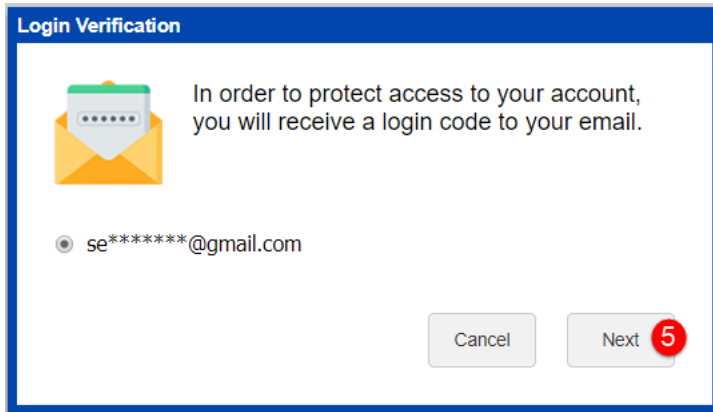 Login Verification
In order to protect access to your account,
you will receive a login code to your email.
se*******@gmail.com
Cancel
Next 5